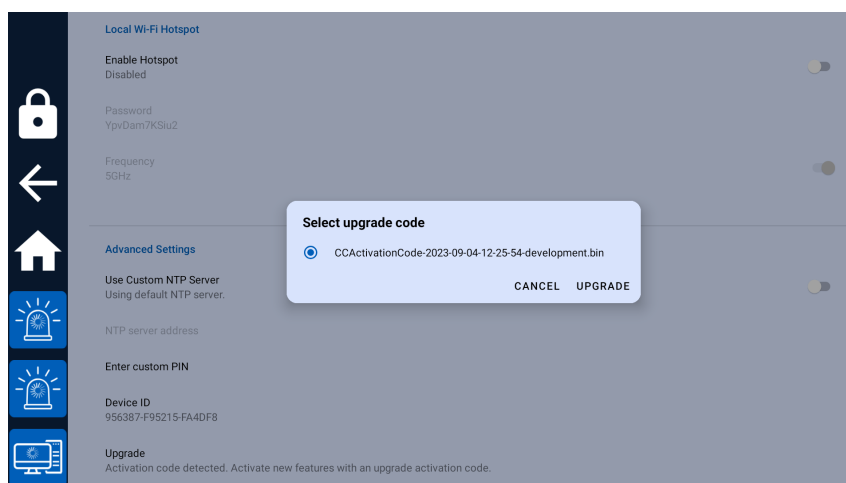 Local Wi-Fi Hotspot
Enable Hotspot
Disabled
Password
YpvDam7KSiu2
Frequency
5GHz
Select upgrade code
CCActivationCode-2023-09-04-12-25-54-development.bin
CANCEL UPGRADE
Advanced Settings
Use Custom NTP Server
Using default NTP server.
NTP server address
Enter custom PIN
Device ID
956387-F95215-FA4DF8
Upgrade
Activation code detected. Activate new features with an upgrade activation code.